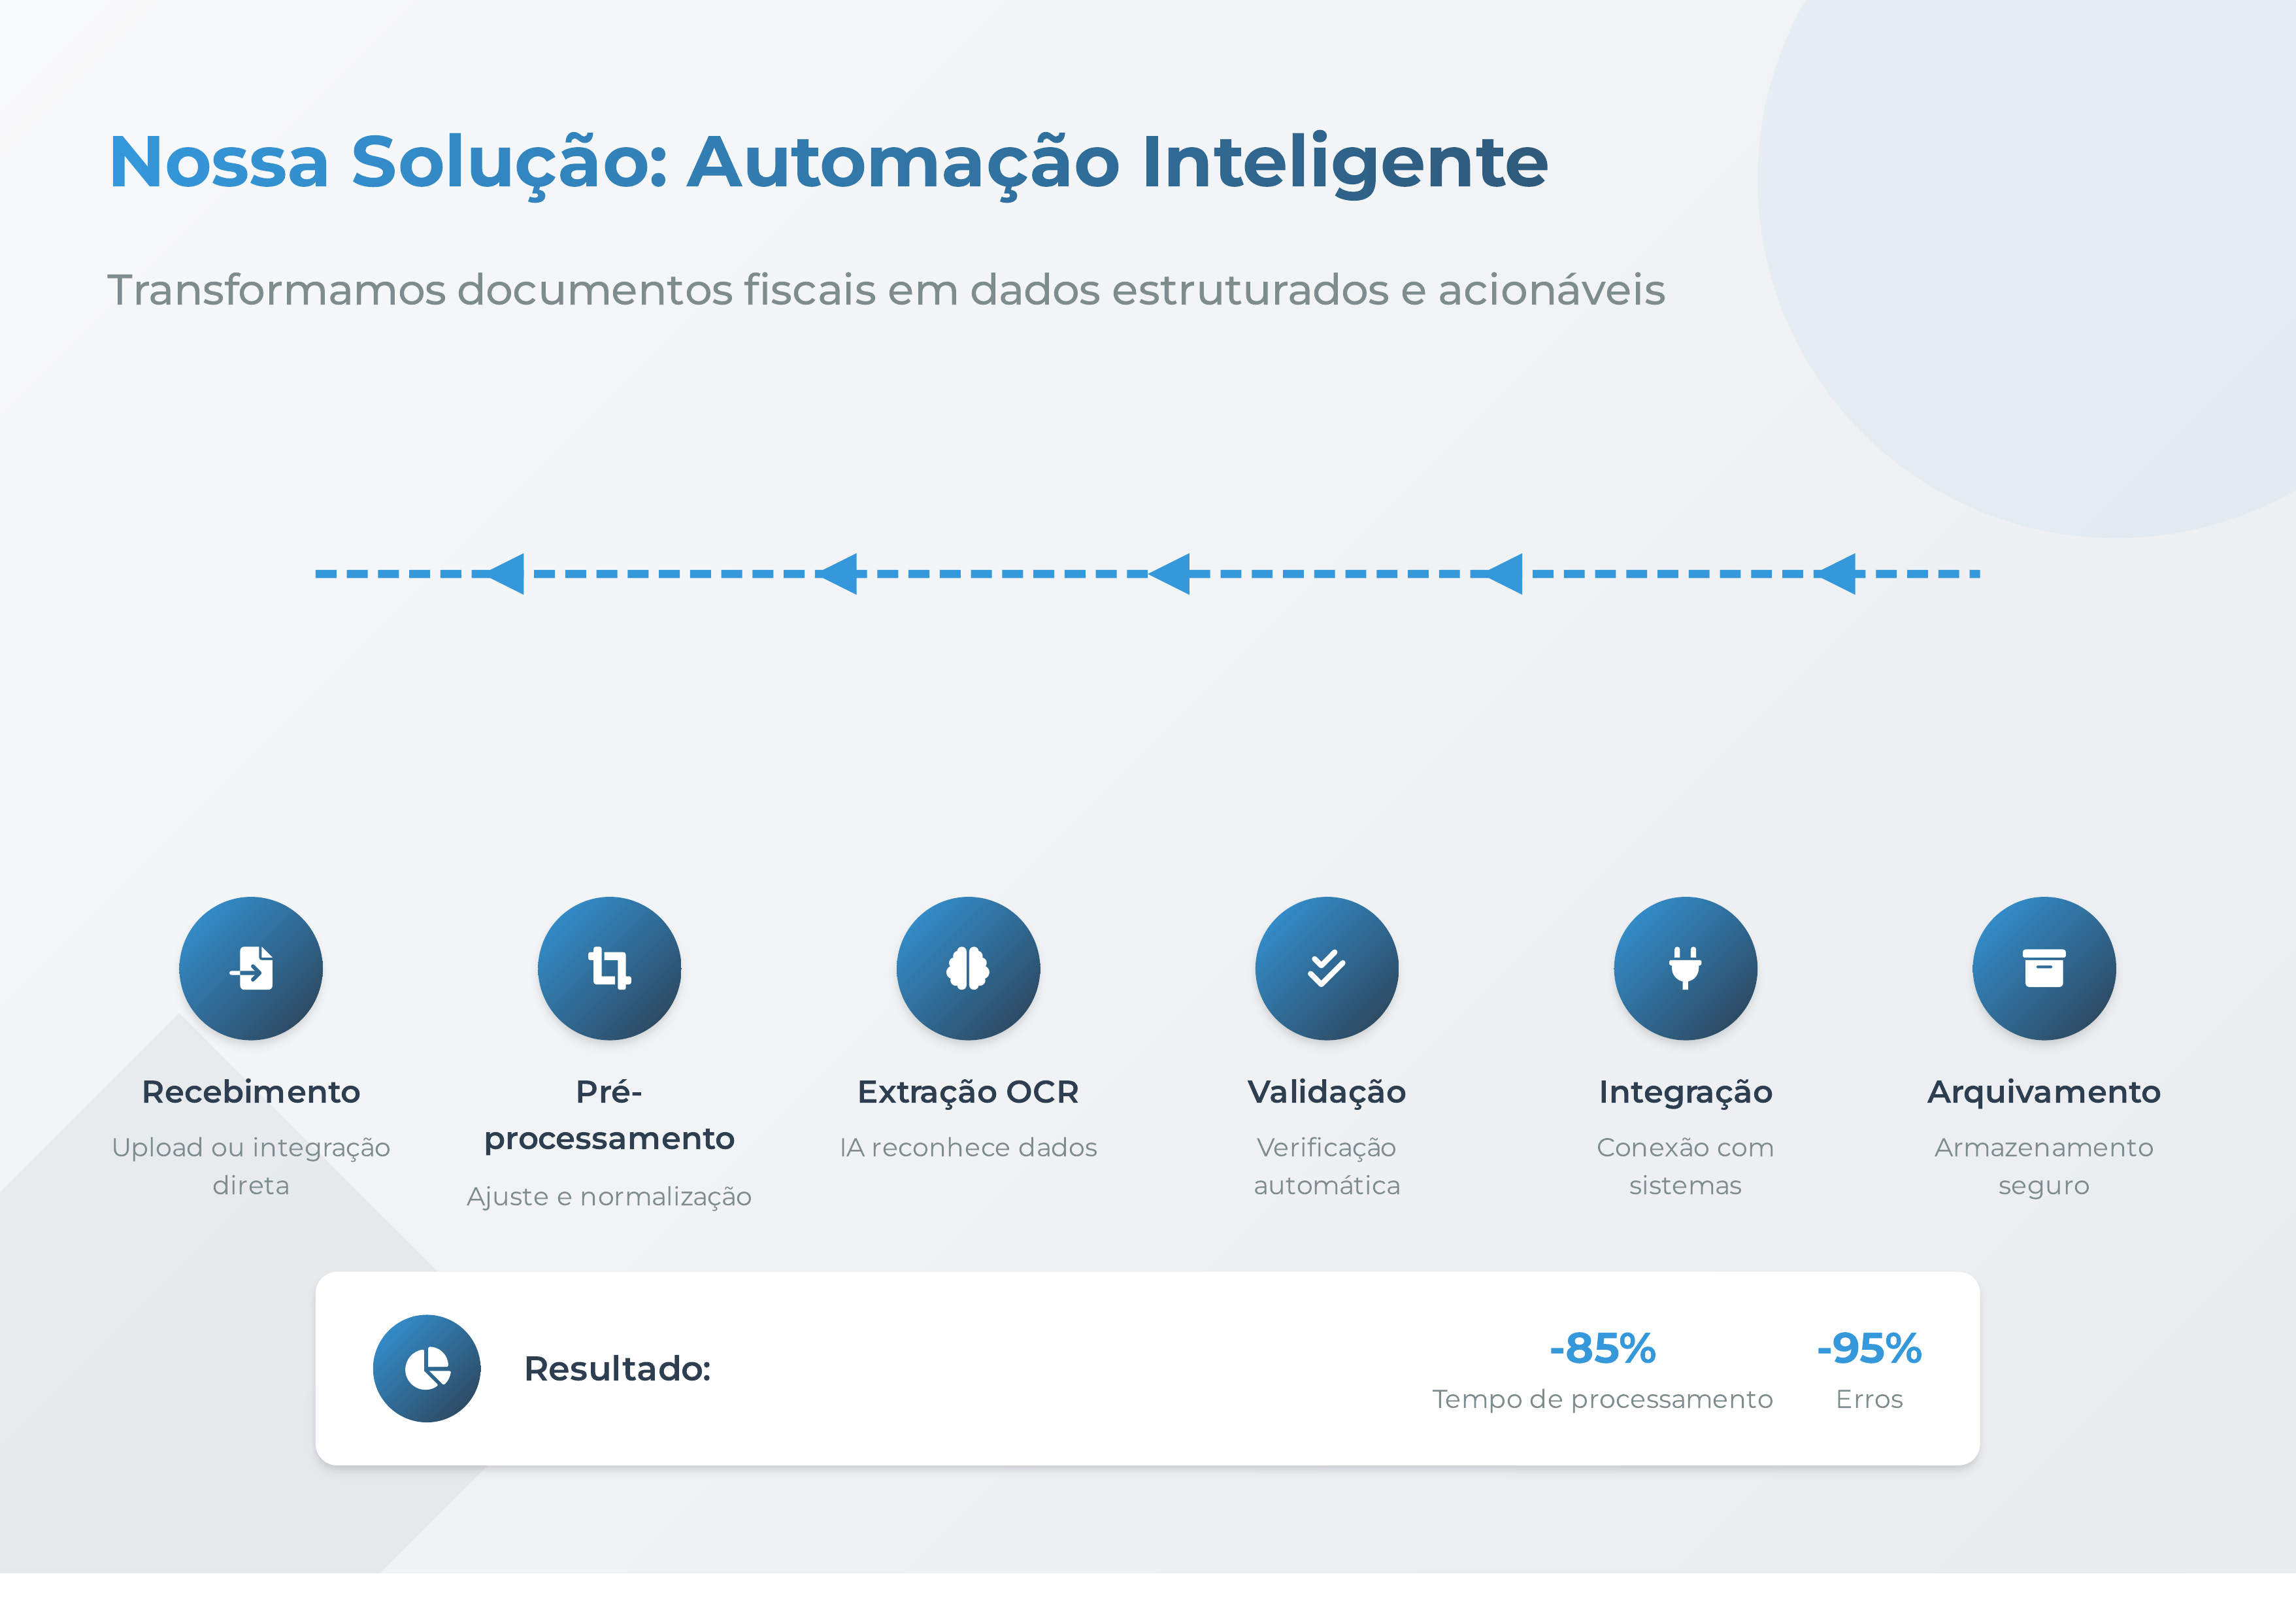 Nossa Solução: Automação Inteligente
Transformamos documentos fiscais em dados estruturados e acionáveis
Recebimento
Upload ou integração
direta
Pré-
processamento
Ajuste e normalização
Extração OCR
IA reconhece dados
Validação
Verificação
automática
Integração
Conexão com
sistemas
Arquivamento
Armazenamento
seguro
Resultado:
-85%
Tempo de processamento
-95%
Erros